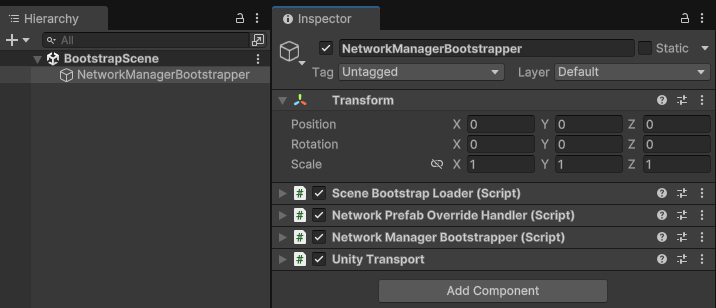 Hierarchy
All
BootstrapScene
NetworkManagerBootstrapper
Inspector
NetworkManagerBootstrapper
Static
Tag Untagged Layer Default
Transform
Position X 0 Y 0 Z 0
Rotation X 0 Y 0 Z 0
Scale X 1 Y 1 Z 1
# Scene Bootstrap Loader (Script)
# Network Prefab Override Handler (Script)
# Network Manager Bootstrapper (Script)
# Unity Transport
Add Component